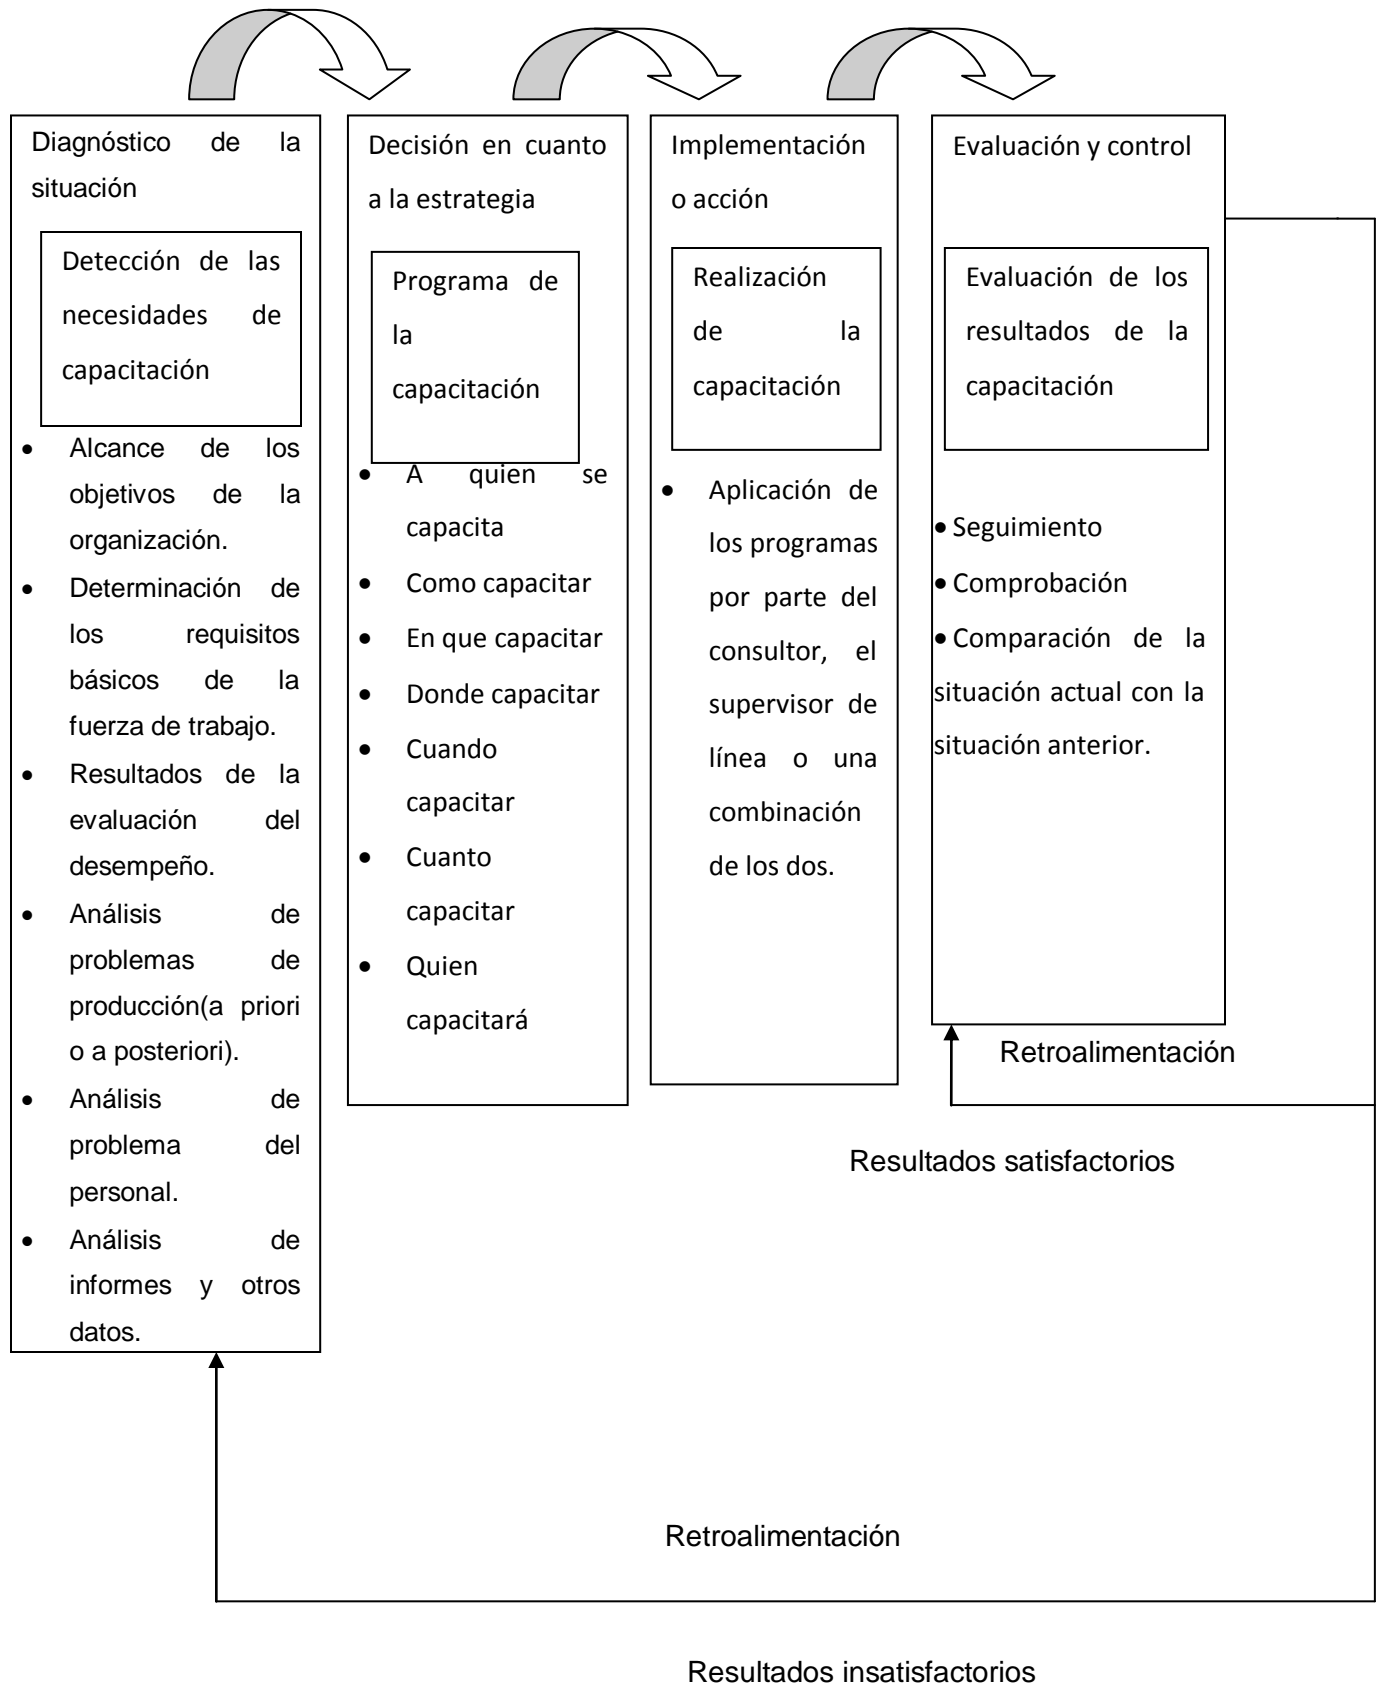 Diagnóstico de la
situación
Detección de las
necesidades de
capacitación
• Alcance de los
objetivos de la
organización.
• Determinación de
los requisitos
básicos de la
fuerza de trabajo.
• Resultados de la
evaluación del
desempeño.
• Análisis de
problemas de
producción(a priori
o a posteriori).
• Análisis de
problema del
personal.
• Análisis de
informes y otros
datos.
Decisión en cuanto
a la estrategia
Programa de
la
capacitación
• A quien se
capacita
• Como capacitar
• En que capacitar
• Donde capacitar
• Cuando
capacitar
• Cuanto
capacitar
• Quien
capacitará
Implementación
o acción
Realización
de la
capacitación
• Aplicación de
los programas
por parte del
consultor, el
supervisor de
línea o una
combinación
de los dos.
Evaluación y control
Evaluación de los
resultados de la
capacitación
• Seguimiento
• Comprobación
• Comparación de la
situación actual con la
situación anterior.
Retroalimentación
Resultados satisfactorios
Retroalimentación
Resultados insatisfactorios